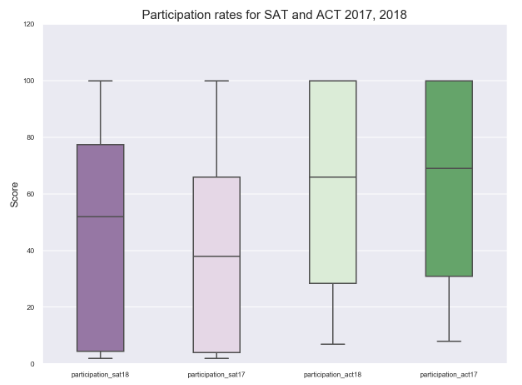 Participation rates for SAT and ACT 2017, 2018
120
100
80
60
40
20
0
Score
participation_sat18 participation_sat17 participation_act18 participation_act17